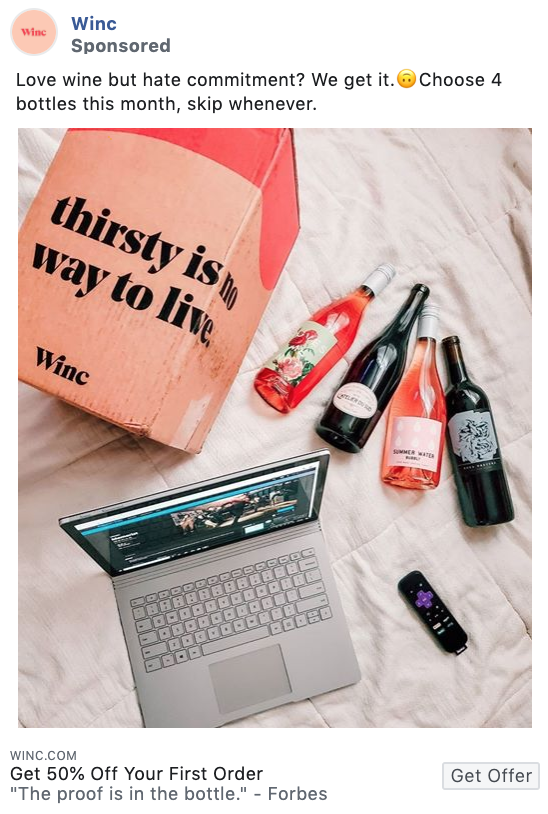 Winc
Winc
Sponsored
Love wine but hate commitment? We get it.🙃Choose 4
bottles this month, skip whenever.
thirsty is no
way to live.
Winc
SUMMER WATER
BUBBLY
WINC.COM
Get 50% Off Your First Order
"The proof is in the bottle." - Forbes
Get Offer